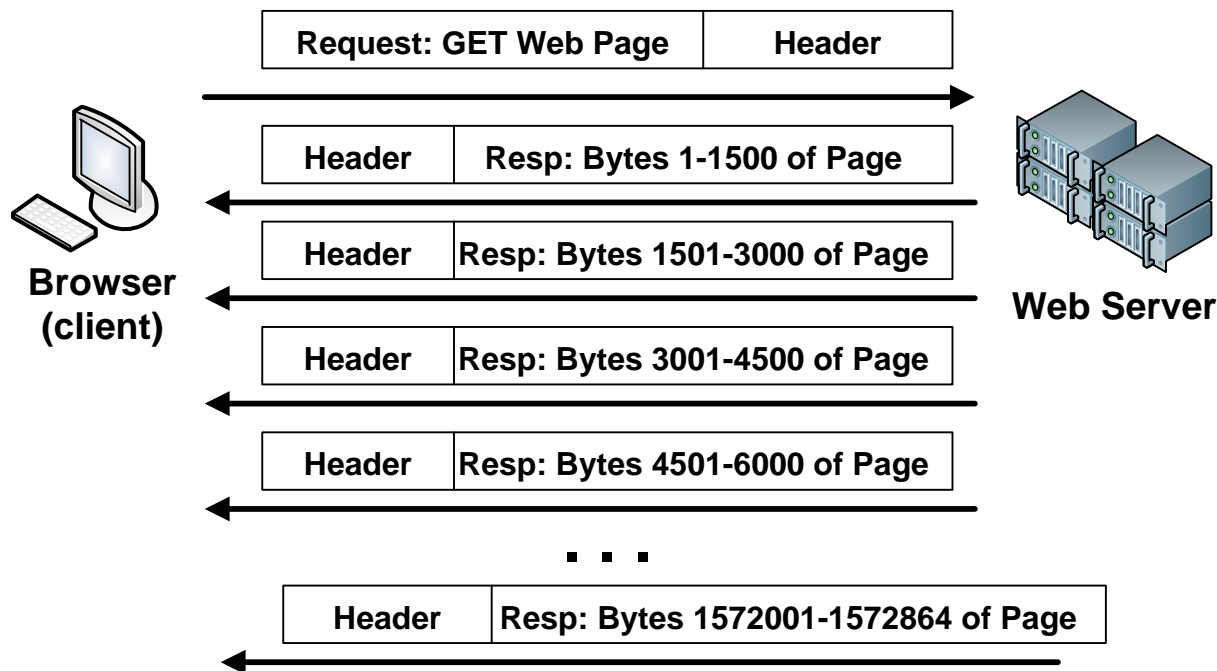 Request: GET Web Page Header
Header Resp: Bytes 1-1500 of Page
Header Resp: Bytes 1501-3000 of Page
Browser
(client)
Web Server
Header Resp: Bytes 3001-4500 of Page
Header Resp: Bytes 4501-6000 of Page
. . .
Header Resp: Bytes 1572001-1572864 of Page